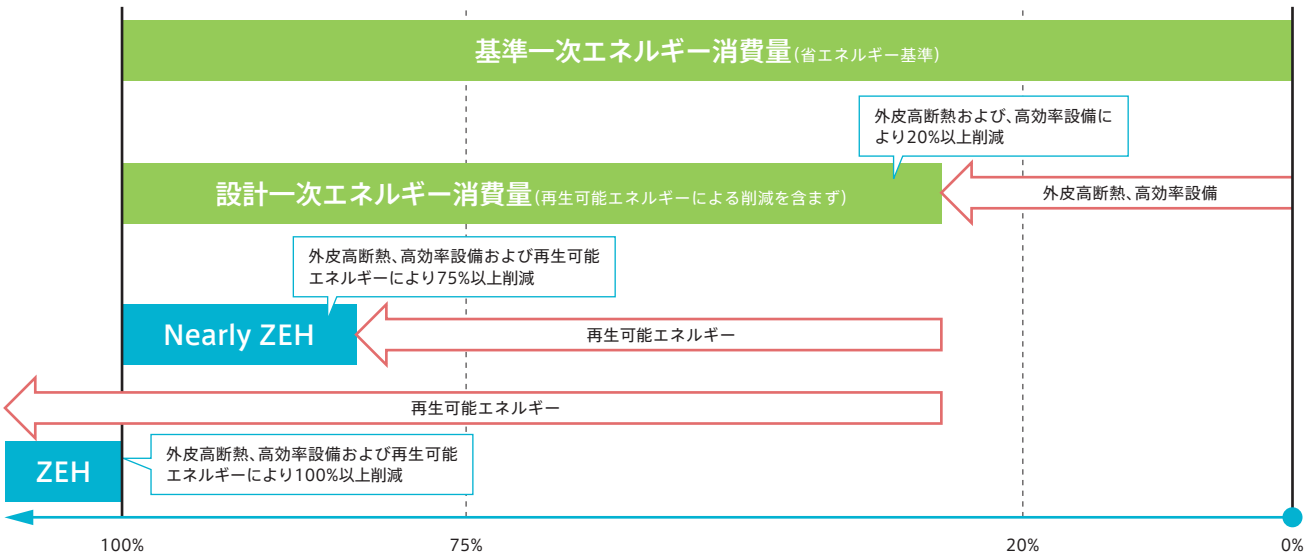 基準一次エネルギー消費量(省エネルギー基準)
外皮高断熱および、高効率設備に
より20%以上削減
設計一次エネルギー消費量(再生可能エネルギーによる削減を含まず)
外皮高断熱、高効率設備
外皮高断熱、高効率設備および再生可能
エネルギーにより75%以上削減
Nearly ZEH
再生可能エネルギー
再生可能エネルギー
ZEH
外皮高断熱、高効率設備および再生可能
エネルギーにより100%以上削減
100%
75%
20%
0%